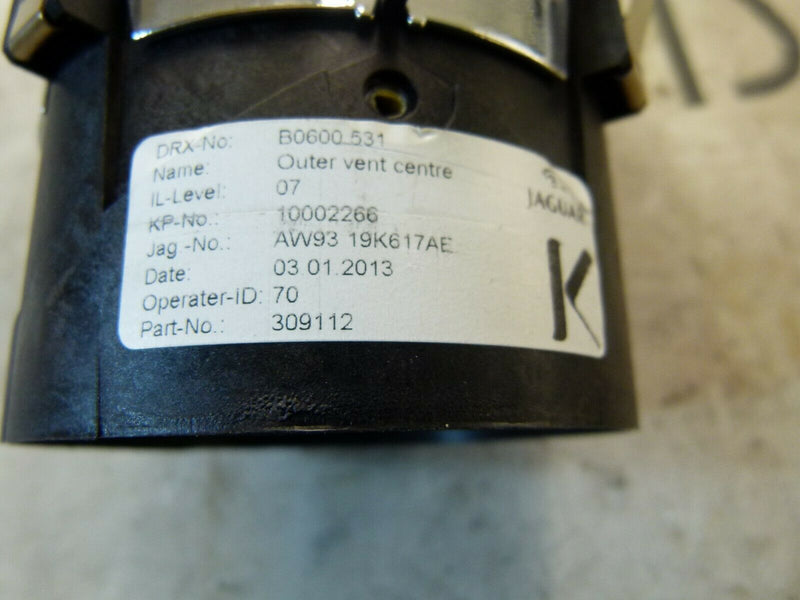 DRX-No: B0600.531
Name: Outer vent centre
IL-Level: 07
KP-No.: 10002266
Jag -No.: AW93 19K617AE
Date: 03.01.2013
Operater-ID: 70
Part-No.: 309112
JAGUAR
K